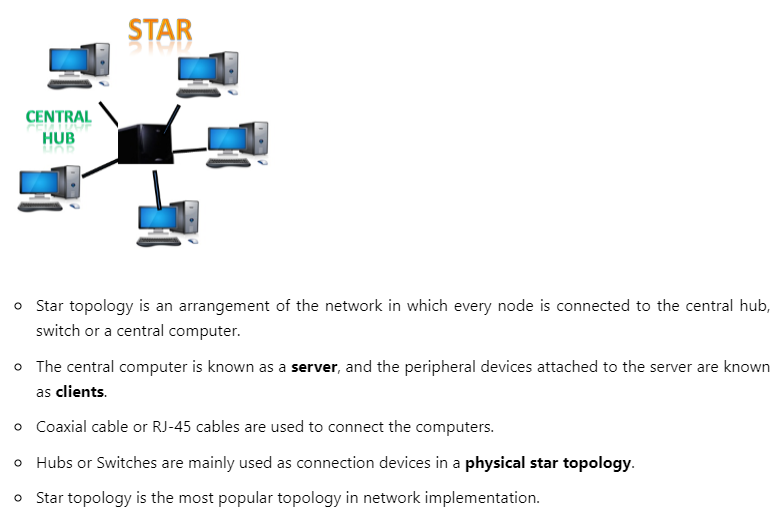 STAR
CENTRAL
HUB
Star topology is an arrangement of the network in which every node is connected to the central hub,
switch or a central computer.
The central computer is known as a server, and the peripheral devices attached to the server are known
as clients.
Coaxial cable or RJ-45 cables are used to connect the computers.
Hubs or Switches are mainly used as connection devices in a physical star topology.
Star topology is the most popular topology in network implementation.